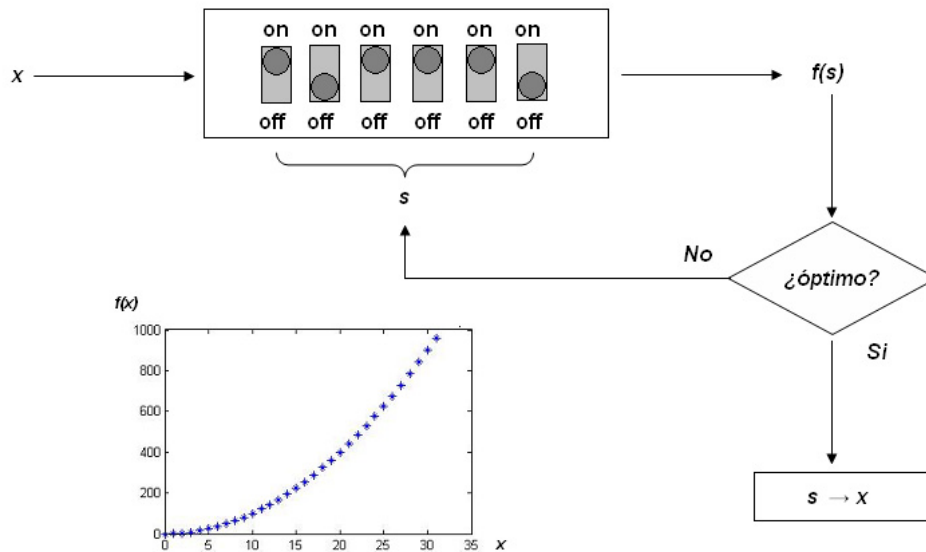 on on on on on on
x
f(s)
off off off off off off
s
No
¿óptimo?
Si
f(x)
1000
800
600
400
200
0
0 5 10 15 20 25 30 35
x
s → x